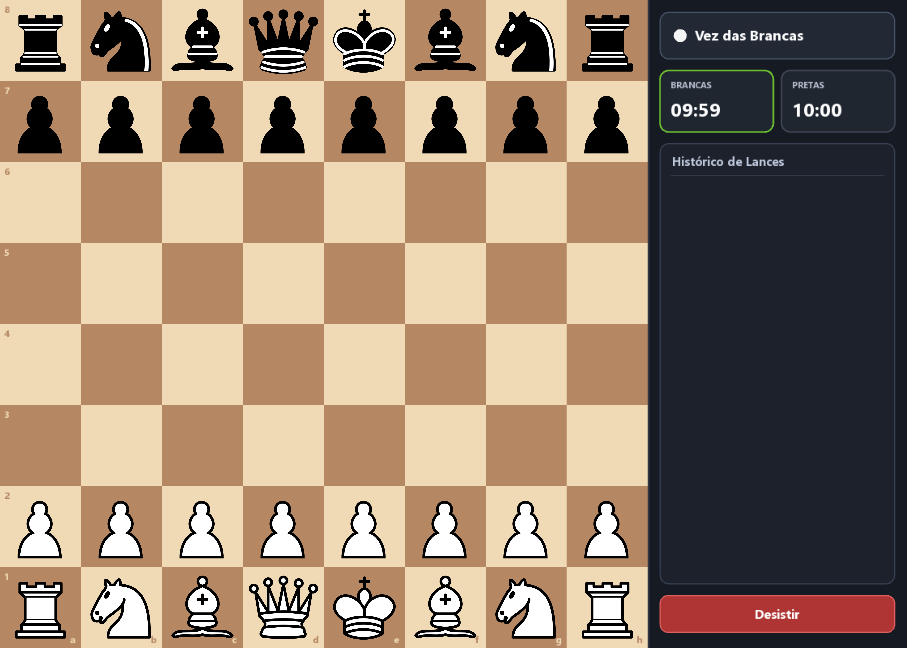 8
7
6
5
4
3
2
1
a
b
c
d
e
f
g
h
Vez das Brancas
BRANCAS
09:59
PRETAS
10:00
Histórico de Lances
Desistir